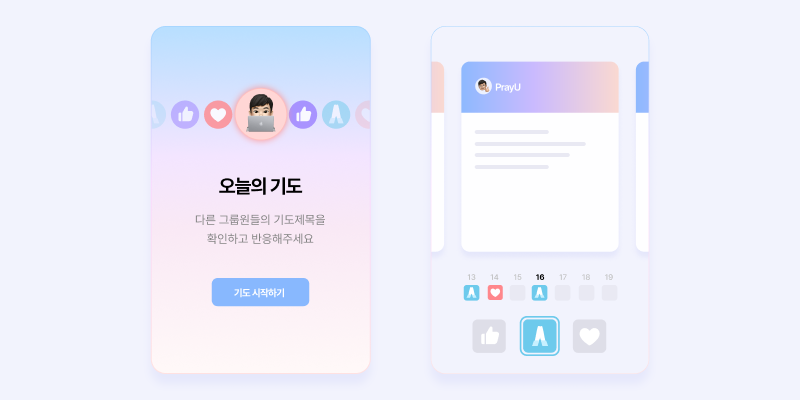 오늘의 기도
다른 그룹원들의 기도제목을
확인하고 반응해주세요
기도 시작하기
PrayU
13 14 15 16 17 18 19